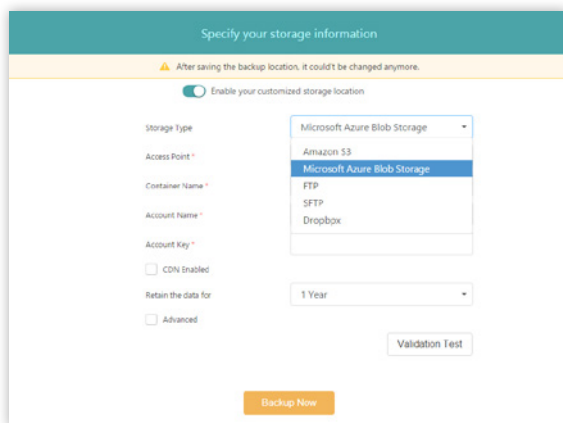 Specify your storage information
After saving the backup location, it could't be changed anymore.
Enable your customized storage location
Storage Type
Microsoft Azure Blob Storage
Access Point *
Amazon S3
Microsoft Azure Blob Storage
Container Name *
FTP
SFTP
Account Name *
Dropbox
Account Key *
CDN Enabled
Retain the data for
1 Year
Advanced
Validation Test
Backup Now